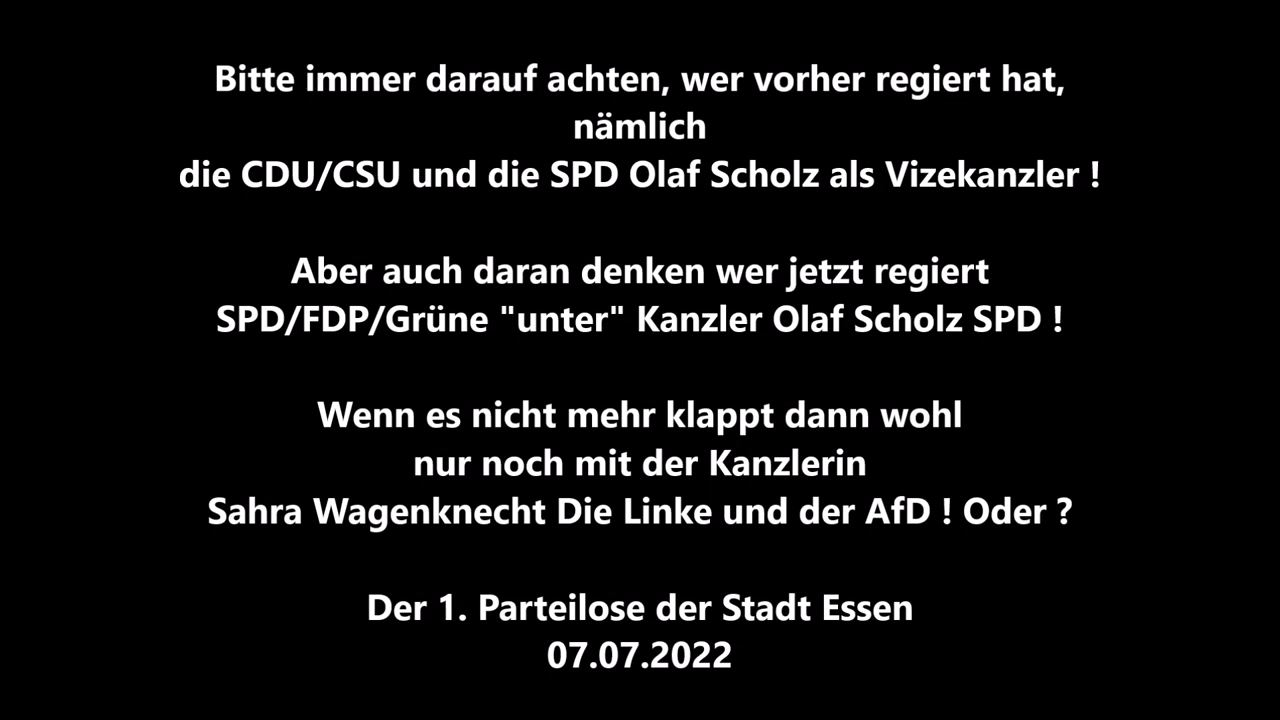 Bitte immer darauf achten, wer vorher regiert hat,
nämlich
die CDU/CSU und die SPD Olaf Scholz als Vizekanzler !
Aber auch daran denken wer jetzt regiert
SPD/FDP/Grüne "unter" Kanzler Olaf Scholz SPD !
Wenn es nicht mehr klappt dann wohl
nur noch mit der Kanzlerin
Sahra Wagenknecht Die Linke und der AfD ! Oder ?
Der 1. Parteilose der Stadt Essen
07.07.2022